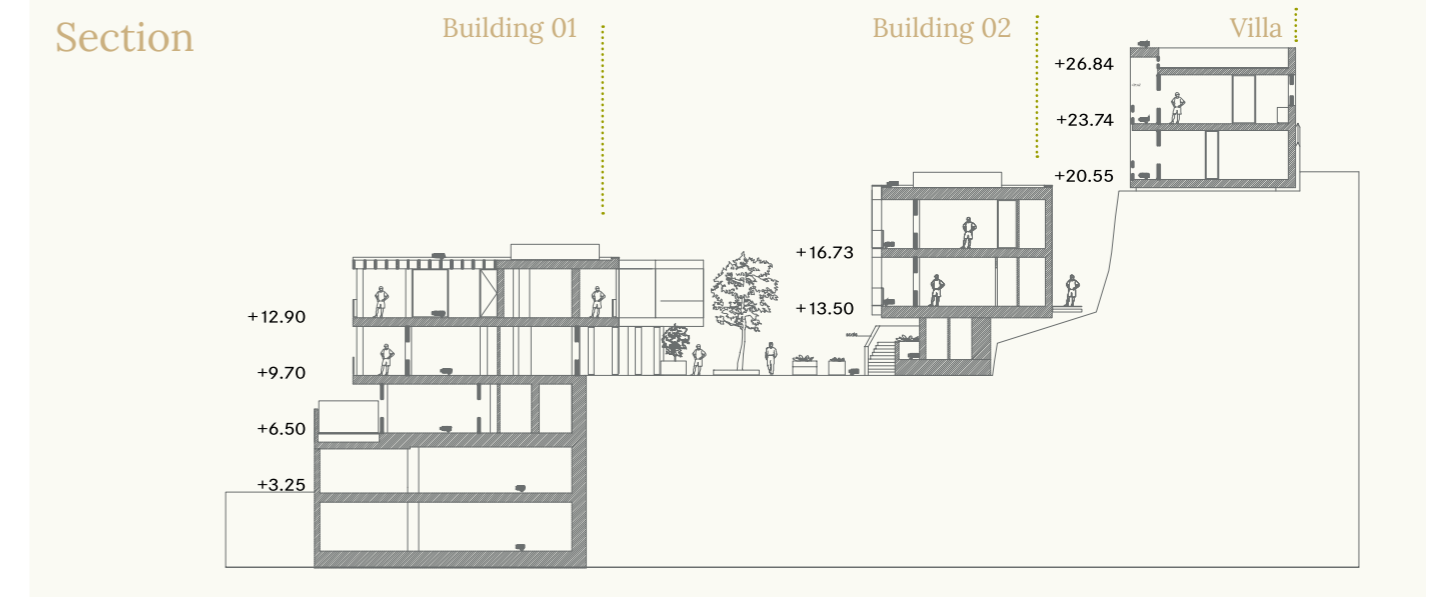 Section
Building 01
Building 02
Villa
+26.84
+23.74
+20.55
+16.73
+13.50
+12.90
+9.70
+6.50
+3.25